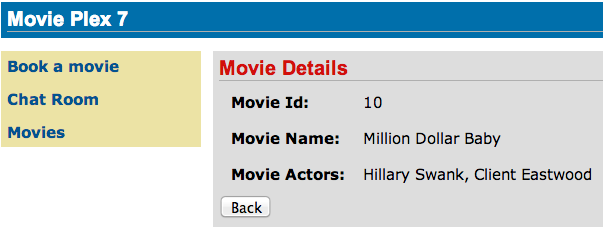 Movie Plex 7
Book a movie
Chat Room
Movies
Movie Details
Movie Id: 10
Movie Name: Million Dollar Baby
Movie Actors: Hillary Swank, Client Eastwood
Back